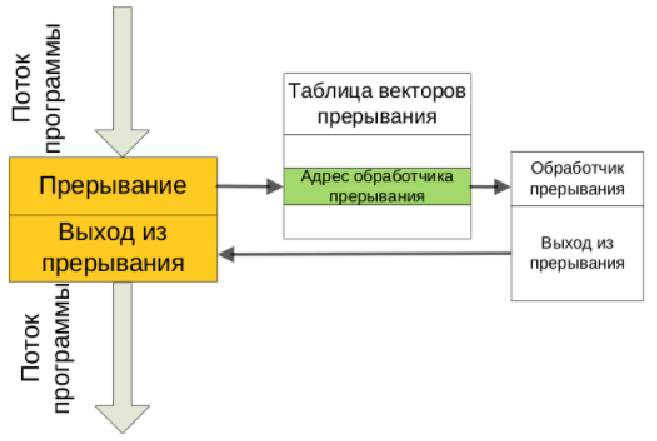 Поток
программы
Прерывание
Выход из
прерывания
Поток
программы
Таблица векторов
прерывания
Адрес обработчика
прерывания
Обработчик
прерывания
Выход из
прерывания